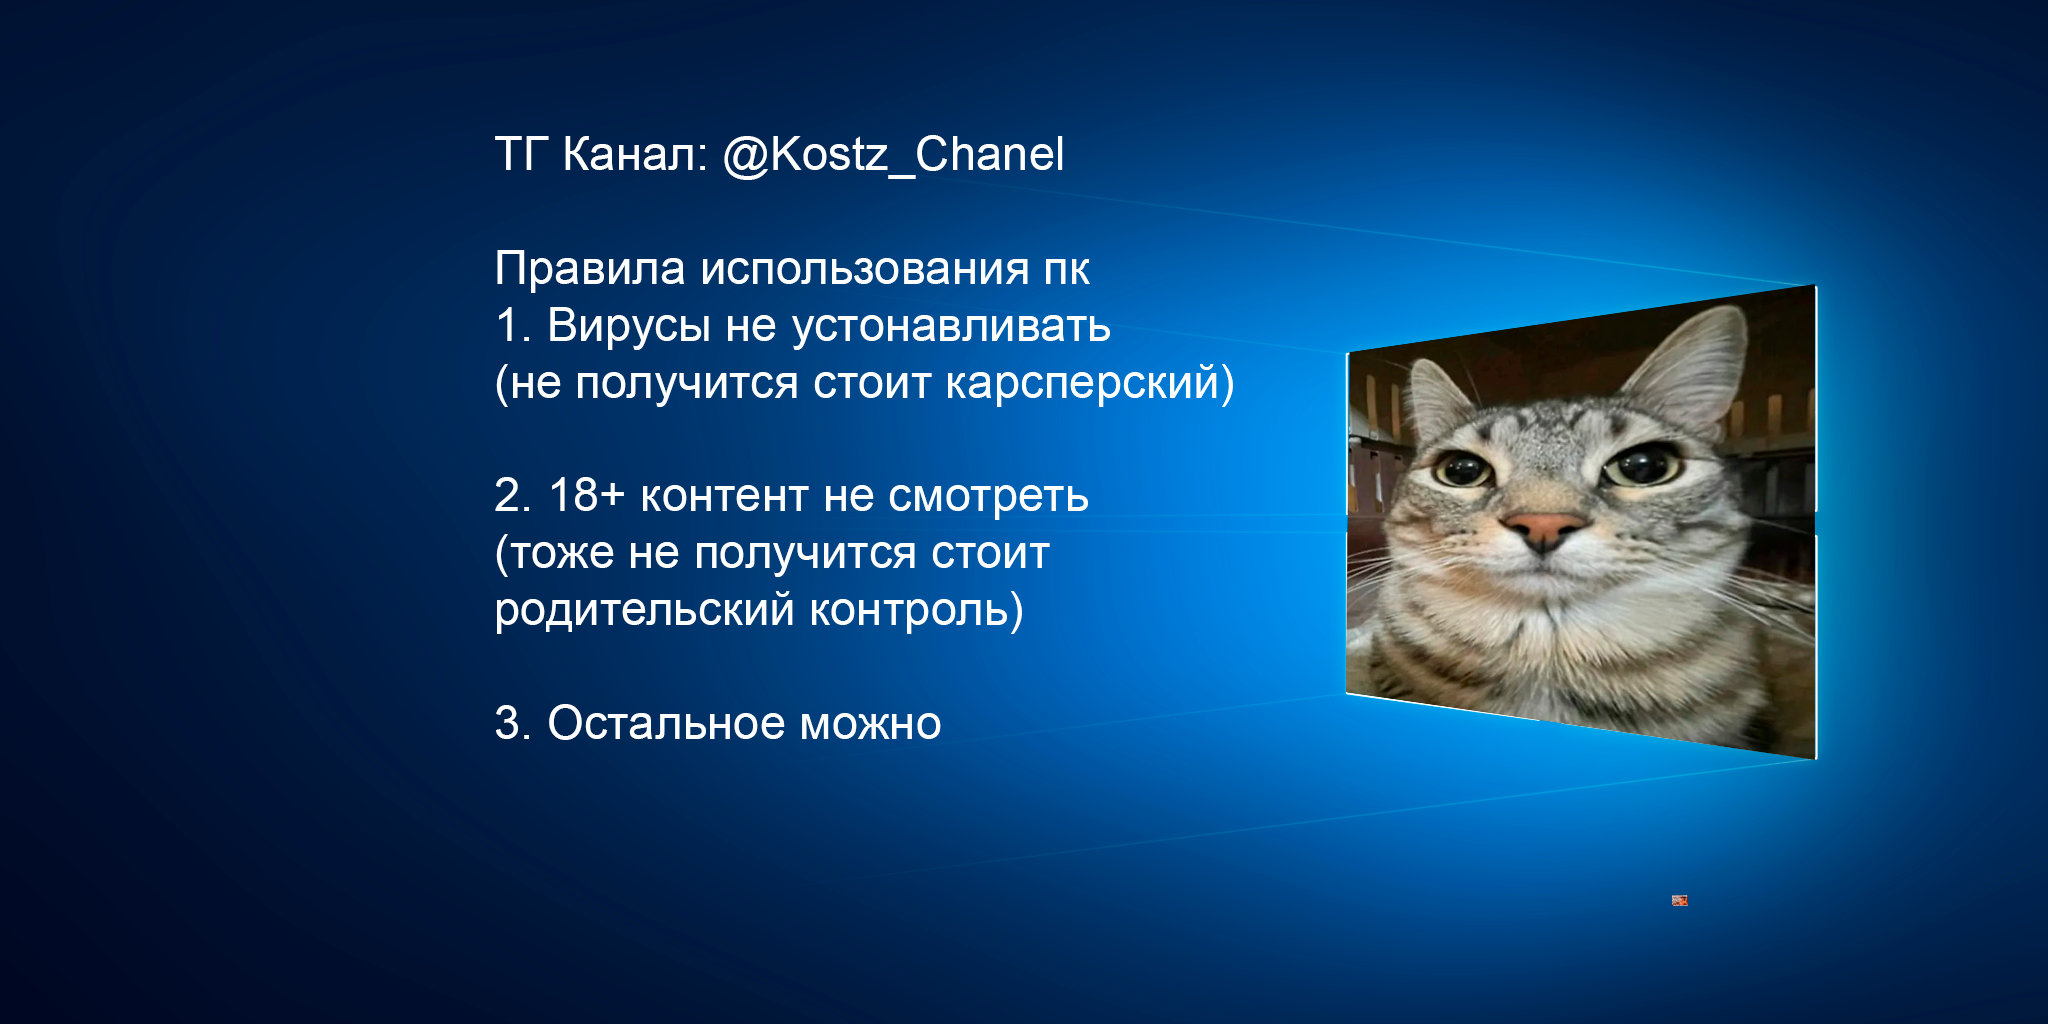 ТГ Канал: @Kostz_Chanel
Правила использования пк
1. Вирусы не устонавливать
(не получится стоит карсперский)
2. 18+ контент не смотреть
(тоже не получится стоит
родительский контроль)
3. Остальное можно